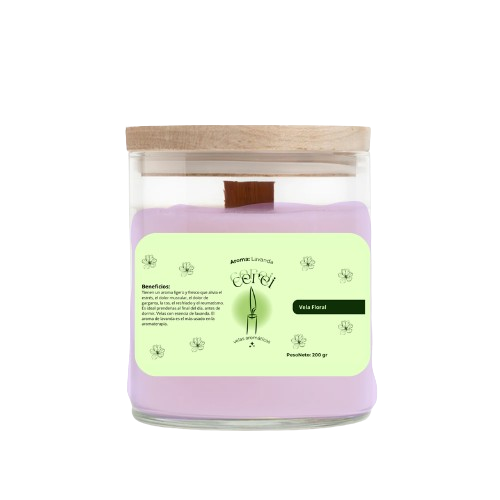 Aroma: Lavanda
cerel
Beneficios:
Tienen un aroma ligero y fresco que alivia el
estrés, el dolor muscular, el dolor de
garganta, la tos, el resfriado y el reumatismo.
Es ideal prenderlas al final del día, antes de
dormir. Velas con esencia de lavanda. El
aroma de lavanda es el más usado en la
aromaterapia.
Vela Floral
velas aromáticas
PesoNeto: 200 gr